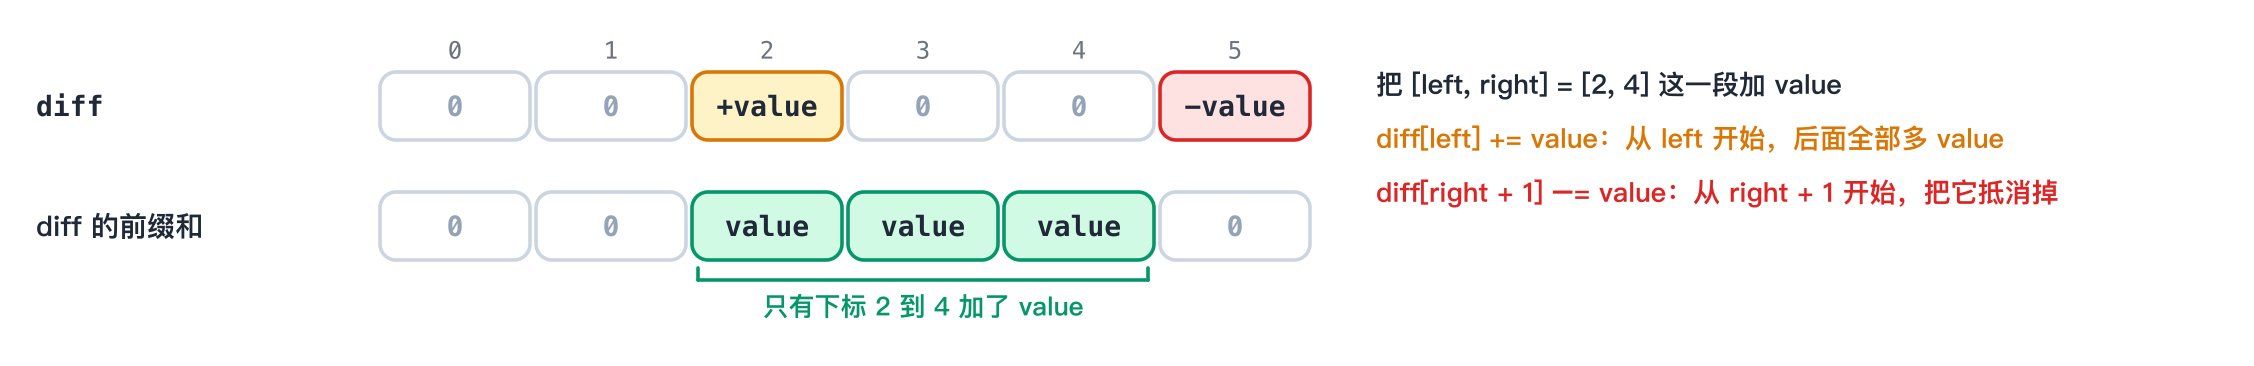 0 1 2 3 4 5
diff 0 0 +value 0 0 −value
diff 的前缀和 0 0 value value value 0
只有下标 2 到 4 加了 value
把 [left, right] = [2, 4] 这一段加 value
diff[left] += value：从 left 开始，后面全部多 value
diff[right + 1] −= value：从 right + 1 开始，把它抵消掉